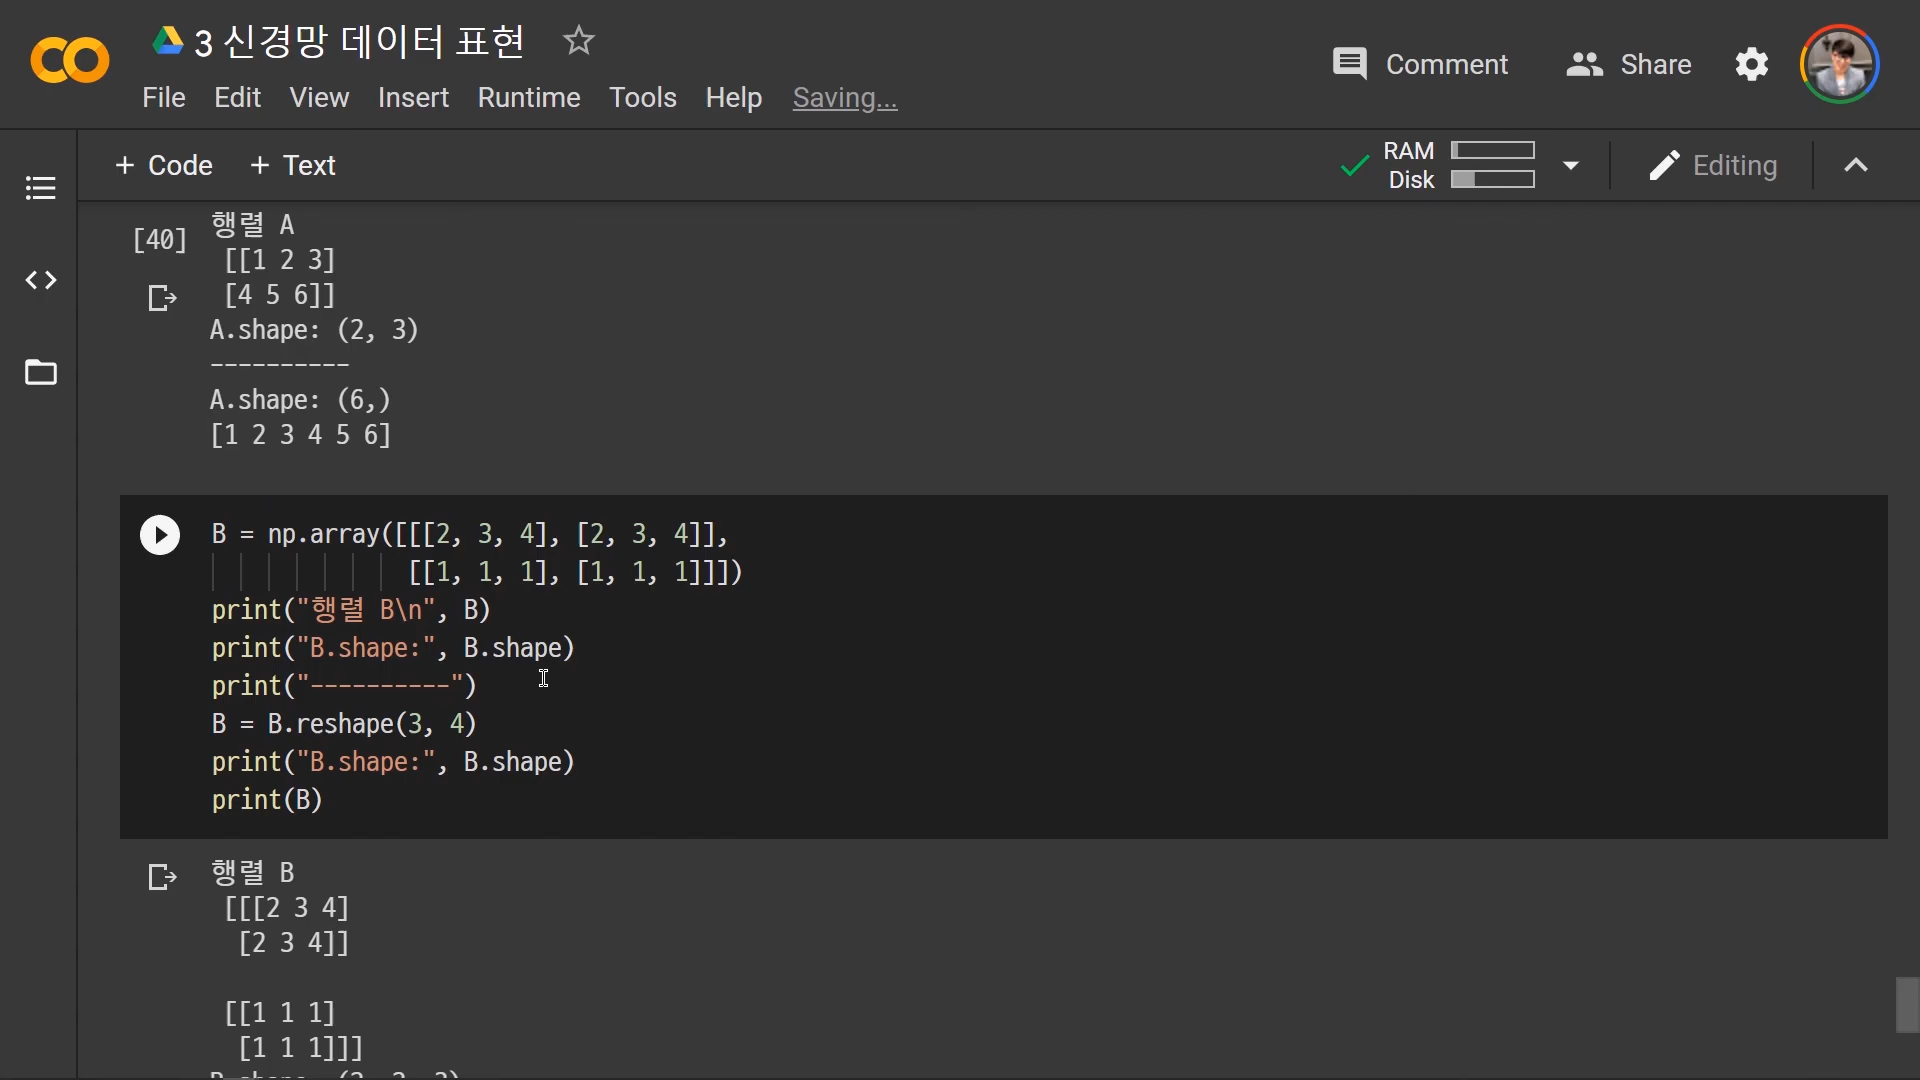 3 신경망 데이터 표현
File Edit View Insert Runtime Tools Help Saving...
Comment Share
+ Code + Text
RAM
Disk
Editing
[40]
행렬 A
[[1 2 3]
[4 5 6]]
A.shape: (2, 3)
----------
A.shape: (6,)
[1 2 3 4 5 6]
B = np.array([[[2, 3, 4], [2, 3, 4]],
[[1, 1, 1], [1, 1, 1]]])
print("행렬 B\n", B)
print("B.shape:", B.shape)
print("----------")
B = B.reshape(3, 4)
print("B.shape:", B.shape)
print(B)
행렬 B
[[[2 3 4]
[2 3 4]]
[[1 1 1]
[1 1 1]]]